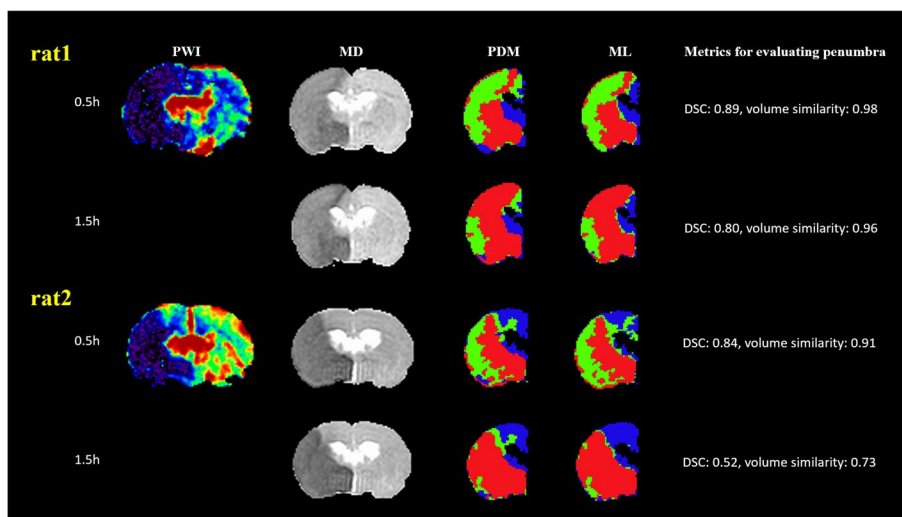 rat1
PWI MD PDM ML Metrics for evaluating penumbra
0.5h DSC: 0.89, volume similarity: 0.98
1.5h DSC: 0.80, volume similarity: 0.96
rat2
0.5h DSC: 0.84, volume similarity: 0.91
1.5h DSC: 0.52, volume similarity: 0.73